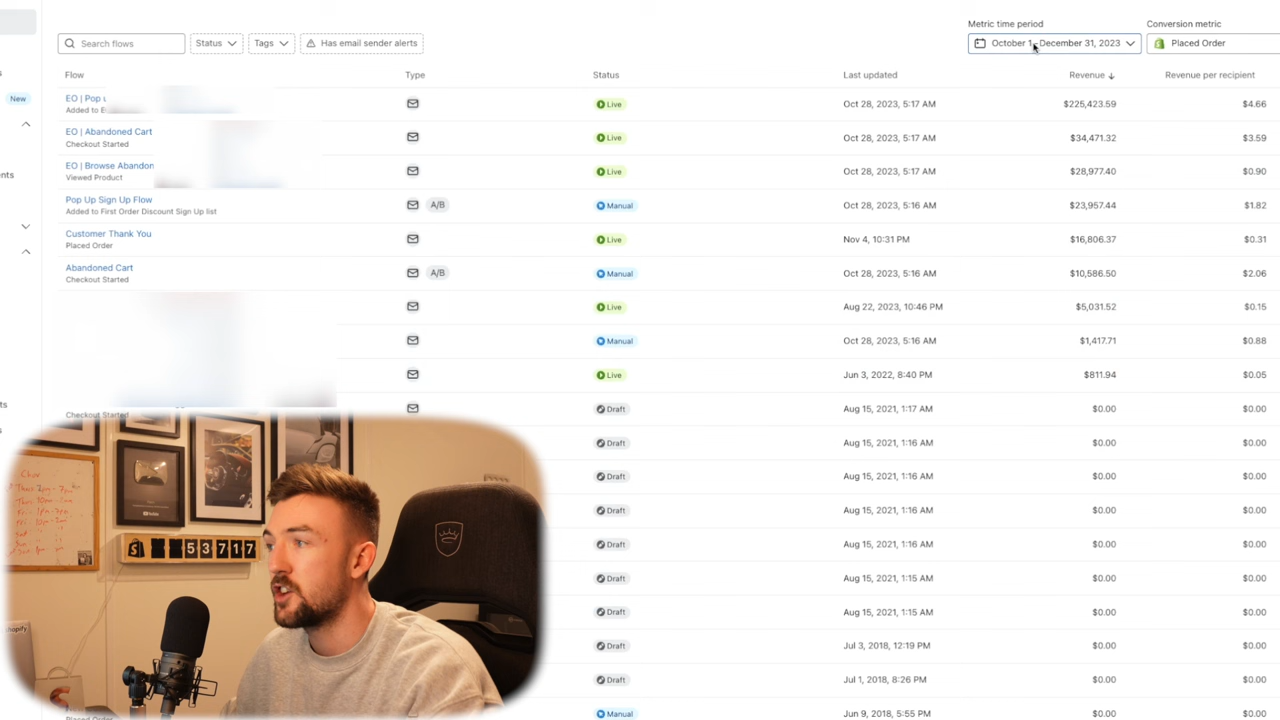 Metric time period
Conversion metric
Search flows
Status
Tags
Has email sender alerts
October 1 - December 31, 2023
Placed Order
Flow
Type
Status
Last updated
Revenue ↓
Revenue per recipient
New
EO | Pop
Added to
Live
Oct 28, 2023, 5:17 AM
$225,423.59
$4.66
EO | Abandoned Cart
Checkout Started
Live
Oct 28, 2023, 5:17 AM
$34,471.32
$3.59
EO | Browse Abandon
Viewed Product
Live
Oct 28, 2023, 5:17 AM
$28,977.40
$0.90
Pop Up Sign Up Flow
Added to First Order Discount Sign Up list
A/B
Manual
Oct 28, 2023, 5:16 AM
$23,957.44
$1.82
Customer Thank You
Placed Order
Live
Nov 4, 10:31 PM
$16,806.37
$0.31
Abandoned Cart
Checkout Started
A/B
Manual
Oct 28, 2023, 5:16 AM
$10,586.50
$2.06
Live
Aug 22, 2023, 10:46 PM
$5,031.52
$0.15
Manual
Oct 28, 2023, 5:16 AM
$1,417.71
$0.88
Live
Jun 3, 2022, 8:40 PM
$811.94
$0.05
Checkout Started
Draft
Aug 15, 2021, 1:17 AM
$0.00
$0.00
Draft
Aug 15, 2021, 1:16 AM
$0.00
$0.00
Draft
Aug 15, 2021, 1:16 AM
$0.00
$0.00
Draft
Aug 15, 2021, 1:16 AM
$0.00
$0.00
Draft
Aug 15, 2021, 1:16 AM
$0.00
$0.00
Draft
Aug 15, 2021, 1:15 AM
$0.00
$0.00
Draft
Aug 15, 2021, 1:15 AM
$0.00
$0.00
Draft
Jul 3, 2018, 12:19 PM
$0.00
$0.00
Draft
Jul 1, 2018, 8:26 PM
$0.00
$0.00
Placed Order
Manual
Jun 9, 2018, 5:55 PM
$0.00
$0.00
53717
shopify